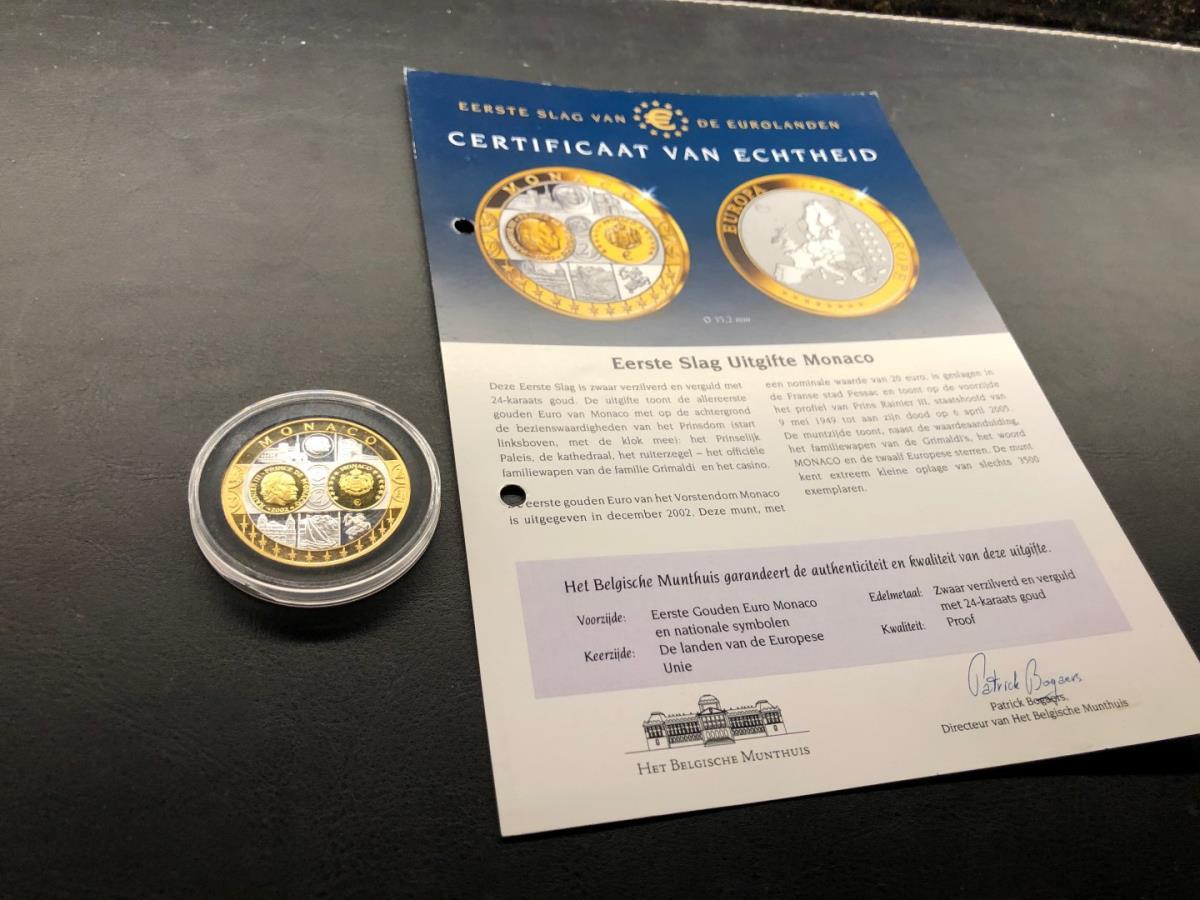 EERSTE SLAG VAN € DE EUROLANDEN
CERTIFICAAT VAN ECHTHEID
MONACO
EUROPA
EUROPE
Ø 35,2 mm
Eerste Slag Uitgifte Monaco
Deze Eerste Slag is zwaar verzilverd en verguld met
24-karaats goud. De uitgifte toont de allereerste
gouden Euro van Monaco met op de achtergrond
de bezienswaardigheden van het Prinsdom (start
linksboven, met de klok mee): het Prinselijk
Paleis, de kathedraal, het ruiterzegel – het officiële
familiewapen van de familie Grimaldi en het casino.
eerste gouden Euro van het Vorstendom Monaco
is uitgegeven in december 2002. Deze munt, met
een nominale waarde van 20 euro, is geslagen in
de Franse stad Pessac en toont op de voorzijde
het profiel van Prins Rainier III, staatshoofd van
9 mei 1949 tot aan zijn dood op 6 april 2005.
De muntzijde toont, naast de waardeaanduiding,
het familiewapen van de Grimaldi's, het woord
MONACO en de twaalf Europese sterren. De munt
kent extreem kleine oplage van slechts 3500
exemplaren.
Het Belgische Munthuis garandeert de authenticiteit en kwaliteit van deze uitgifte.
Voorzijde: Eerste Gouden Euro Monaco
en nationale symbolen
Keerzijde: De landen van de Europese
Unie
Edelmetaal: Zwaar verzilverd en verguld
met 24-karaats goud
Kwaliteit: Proof
HET BELGISCHE MUNTHUIS
Patrick Bogaers
Patrick Bogaers,
Directeur van Het Belgische Munthuis
MONACO
2002
MONACO
€